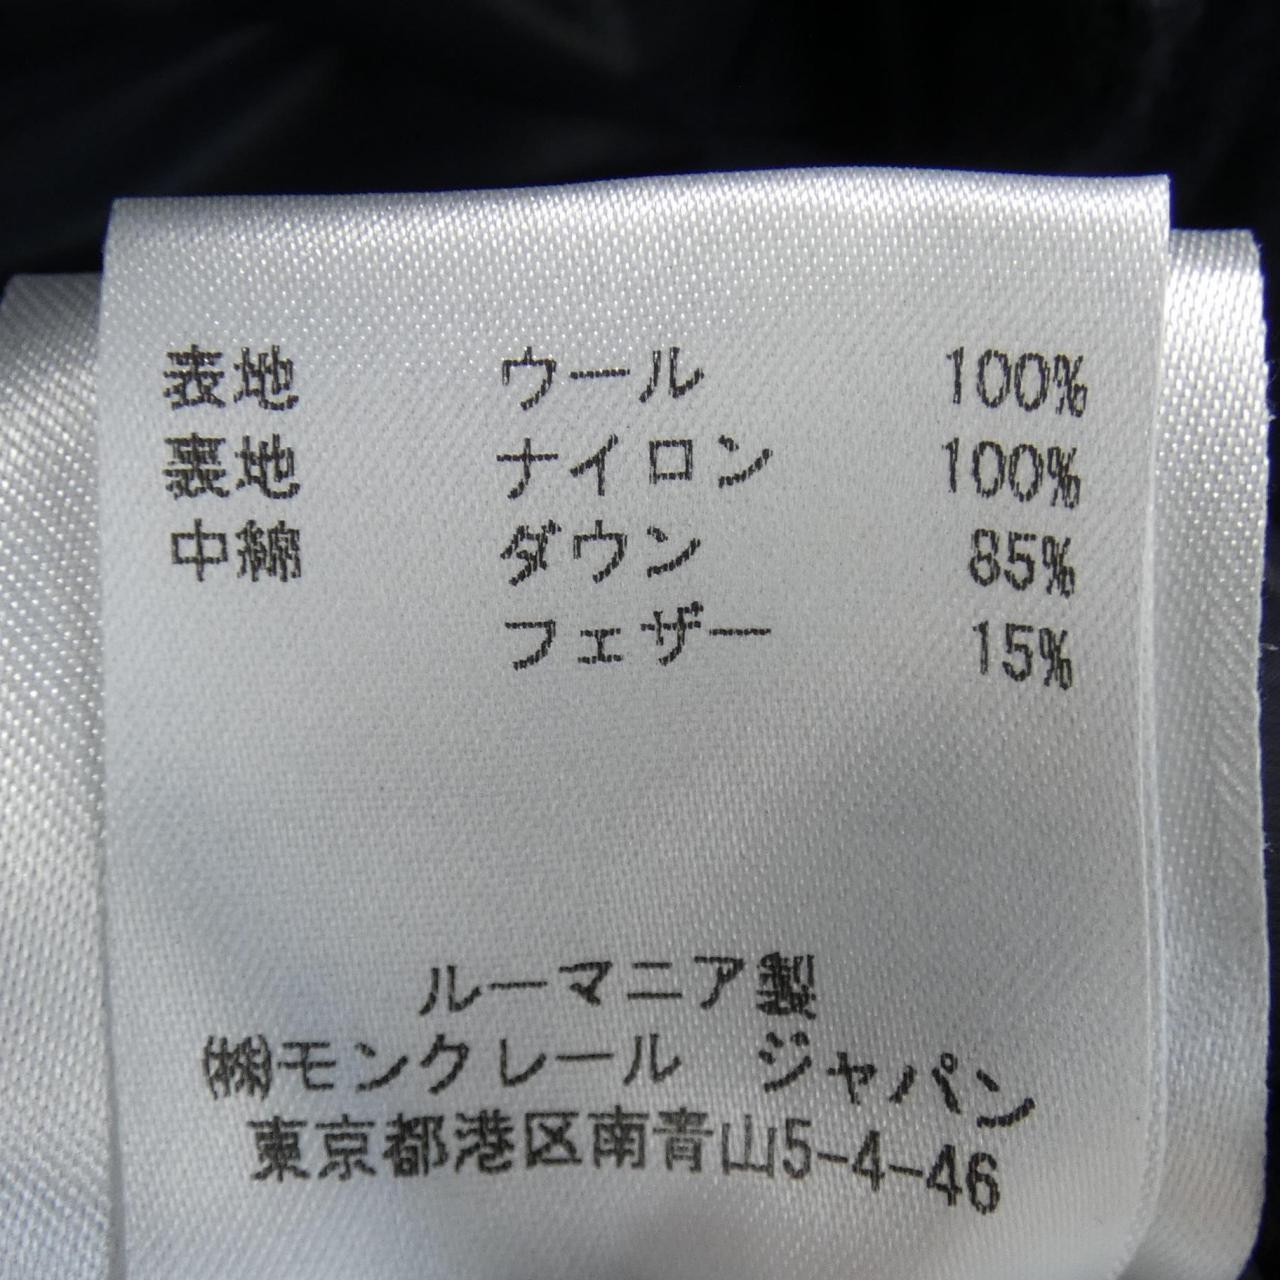 表地 ウール 100%
裏地 ナイロン 100%
中綿 ダウン 85%
フェザー 15%
ルーマニア製
㈱モンクレール ジャパン
東京都港区南青山5-4-46